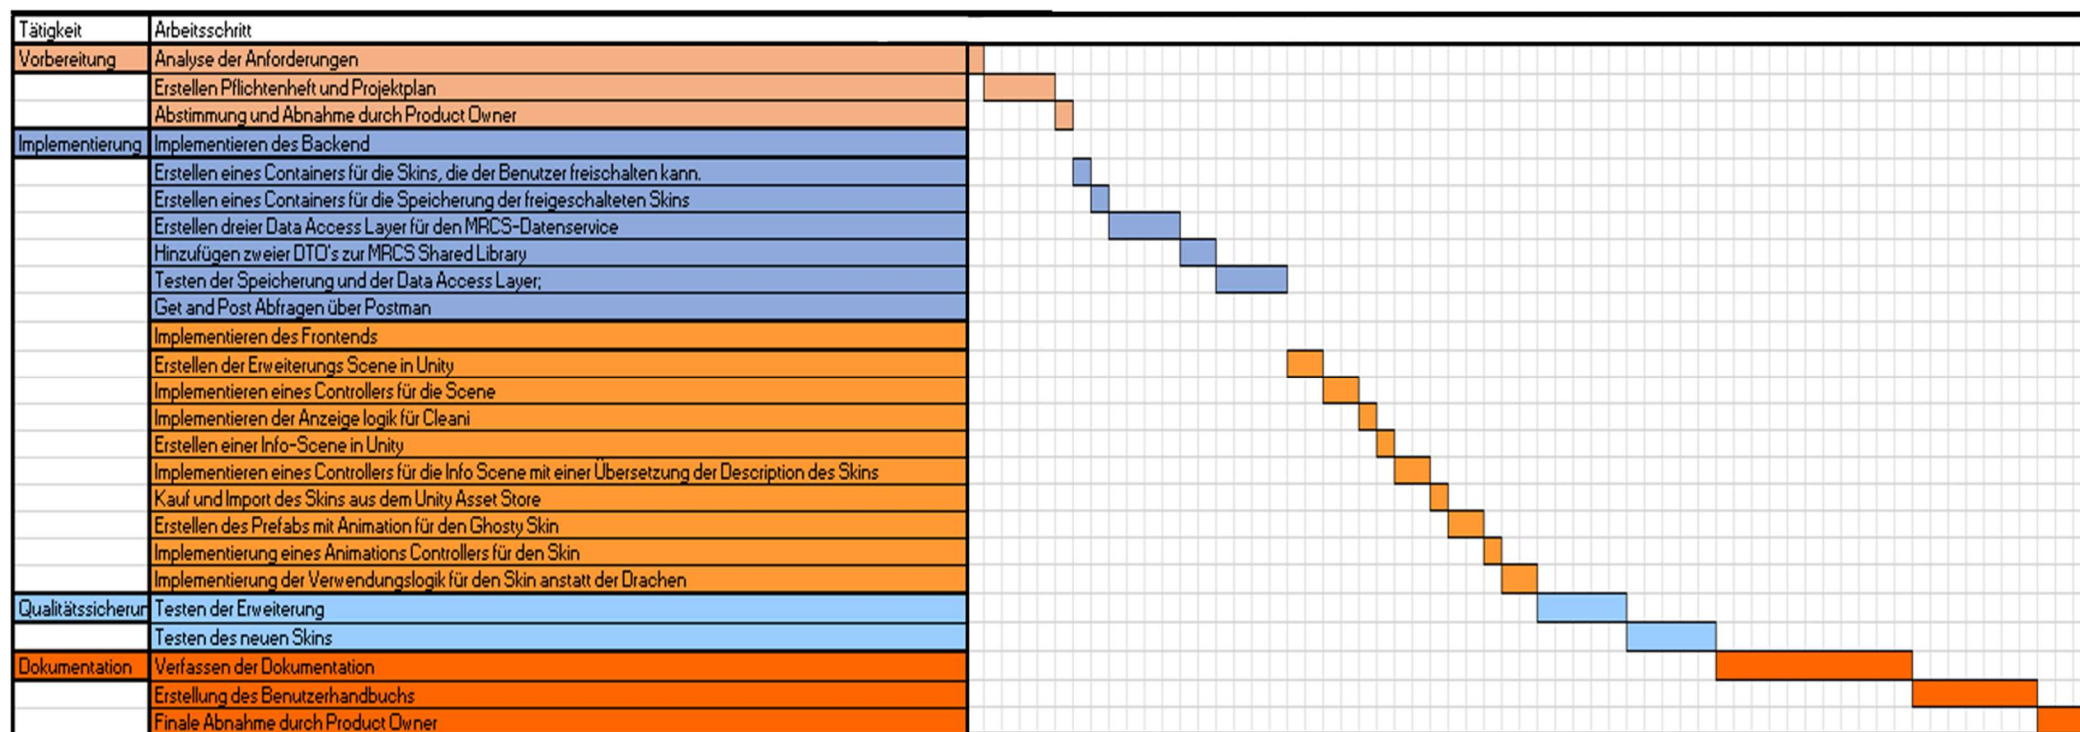 Tätigkeit Arbeitsschritt
Vorbereitung Analyse der Anforderungen
Erstellen Pflichtenheft und Projektplan
Abstimmung und Abnahme durch Product Owner
Implementierung Implementieren des Backend
Erstellen eines Containers für die Skins, die der Benutzer freischalten kann.
Erstellen eines Containers für die Speicherung der freigeschalteten Skins
Erstellen dreier Data Access Layer für den MRCS-Datenservice
Hinzufügen zweier DTO's zur MRCS Shared Library
Testen der Speicherung und der Data Access Layer;
Get and Post Abfragen über Postman
Implementieren des Frontends
Erstellen der Erweiterungs Scene in Unity
Implementieren eines Controllers für die Scene
Implementieren der Anzeige logik für Cleani
Erstellen einer Info-Scene in Unity
Implementieren eines Controllers für die Info Scene mit einer Übersetzung der Description des Skins
Kauf und Import des Skins aus dem Unity Asset Store
Erstellen des Prefabs mit Animation für den Ghosty Skin
Implementierung eines Animations Controllers für den Skin
Implementierung der Verwendungslogik für den Skin anstatt der Drachen
Qualitätssicherun Testen der Erweiterung
Testen des neuen Skins
Dokumentation Verfassen der Dokumentation
Erstellung des Benutzerhandbuchs
Finale Abnahme durch Product Owner